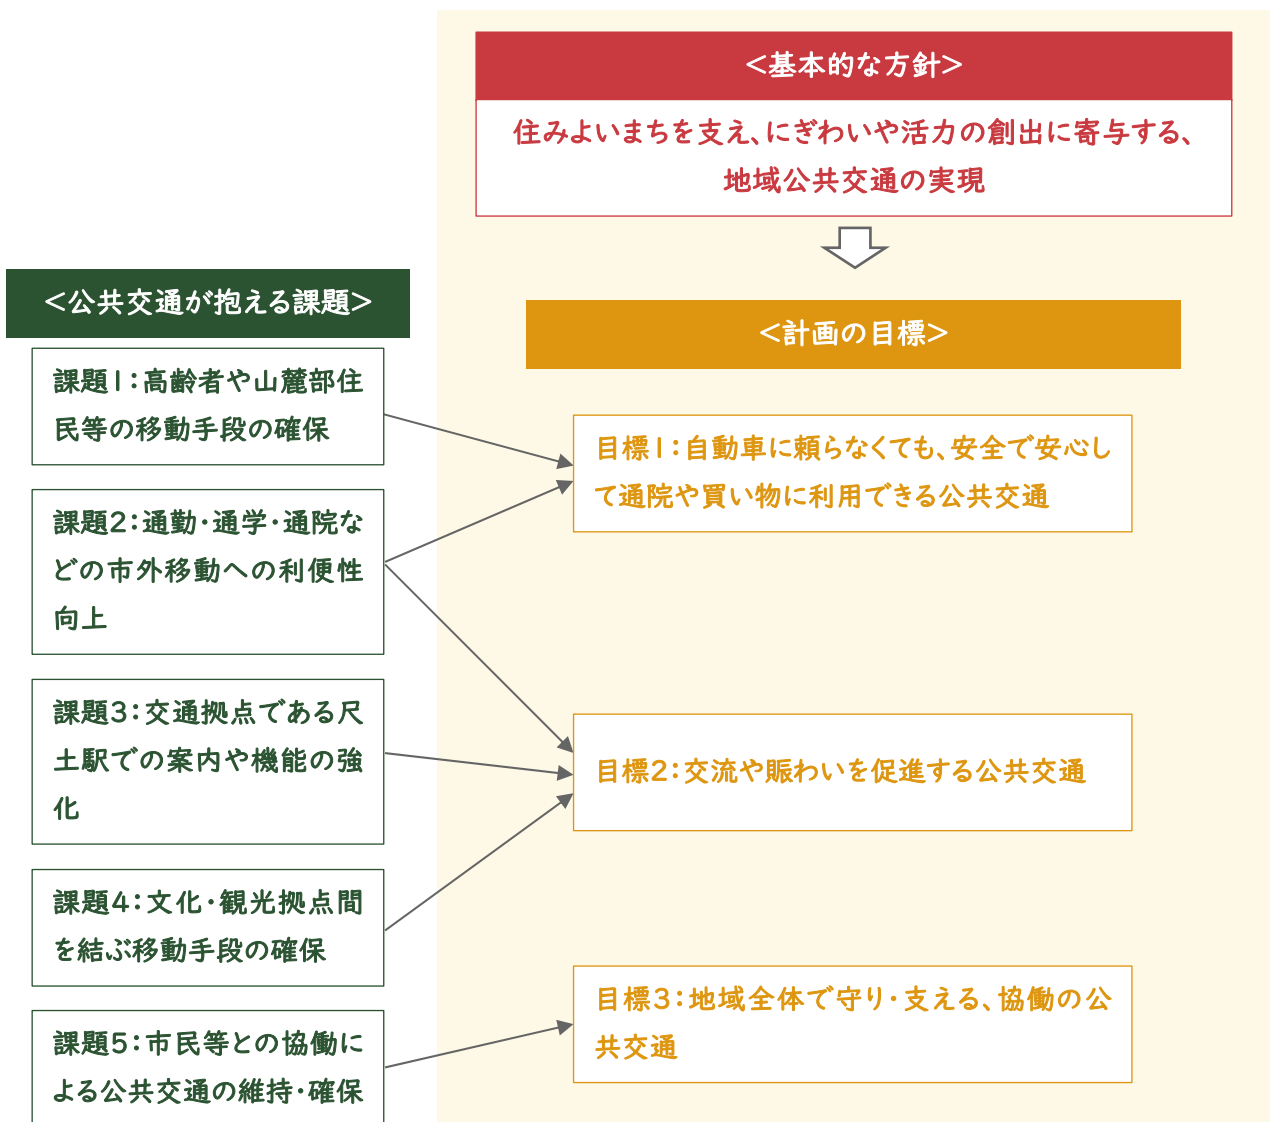 <基本的な方針>
住みよいまちを支え、にぎわいや活力の創出に寄与する、
地域公共交通の実現
<公共交通が抱える課題>
課題1:高齢者や山麓部住
民等の移動手段の確保
課題2:通勤・通学・通院な
どの市外移動への利便性
向上
課題3:交通拠点である尺
土駅での案内や機能の強
化
課題4:文化・観光拠点間
を結ぶ移動手段の確保
課題5:市民等との協働に
よる公共交通の維持・確保
<計画の目標>
目標1:自動車に頼らなくても、安全で安心し
て通院や買い物に利用できる公共交通
目標2:交流や賑わいを促進する公共交通
目標3:地域全体で守り・支える、協働の公
共交通